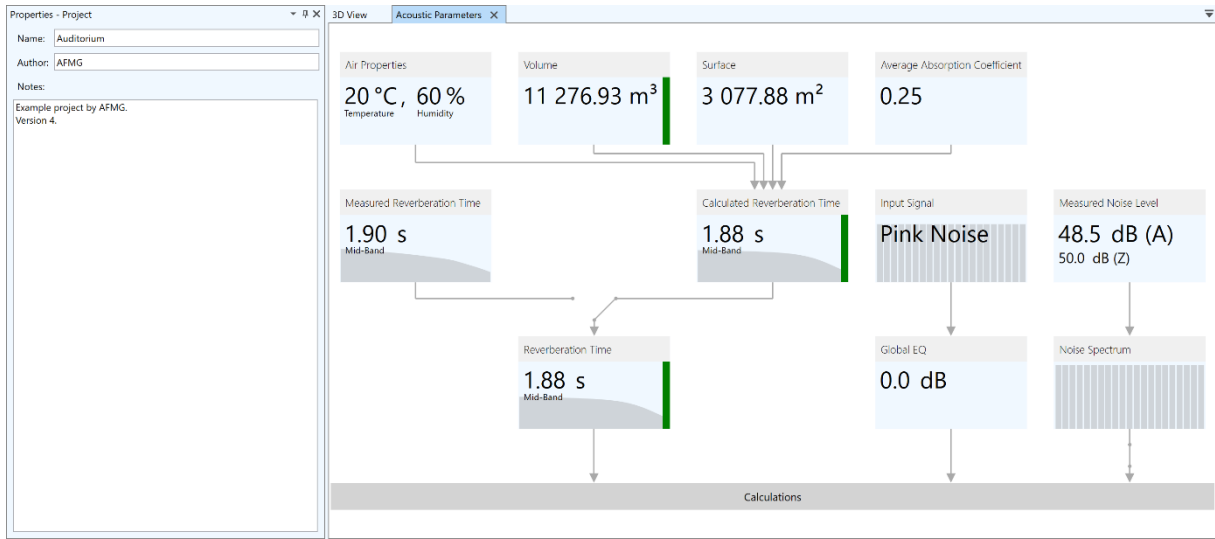 Properties - Project
Name: Auditorium
Author: AFMG
Notes:
Example project by AFMG.
Version 4.
3D View
Acoustic Parameters
Air Properties
20 °C, 60 %
Temperature Humidity
Volume
11 276.93 m³
Surface
3 077.88 m²
Average Absorption Coefficient
0.25
Measured Reverberation Time
1.90 s
Mid-Band
Calculated Reverberation Time
1.88 s
Mid-Band
Input Signal
Pink Noise
Measured Noise Level
48.5 dB (A)
50.0 dB (Z)
Reverberation Time
1.88 s
Mid-Band
Global EQ
0.0 dB
Noise Spectrum
Calculations